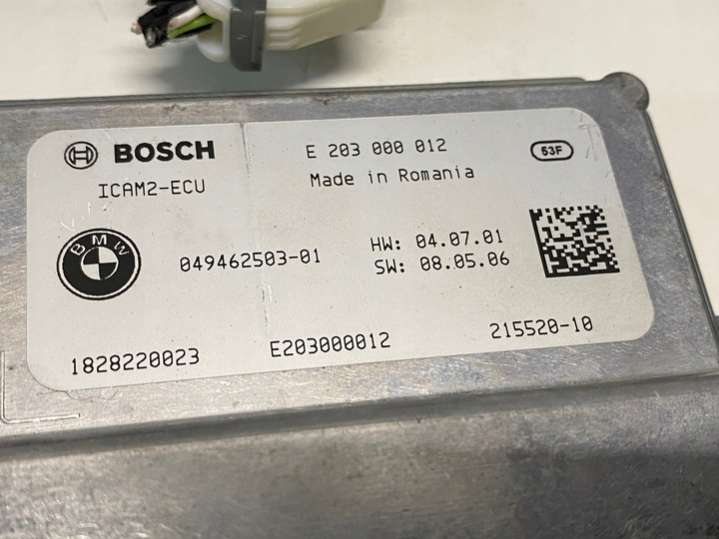 BOSCH
E 203 000 012
53F
ICAM2-ECU
Made in Romania
BMW
049462503-01
HW: 04.07.01
SW: 08.05.06
1828220023
E203000012
215520-10